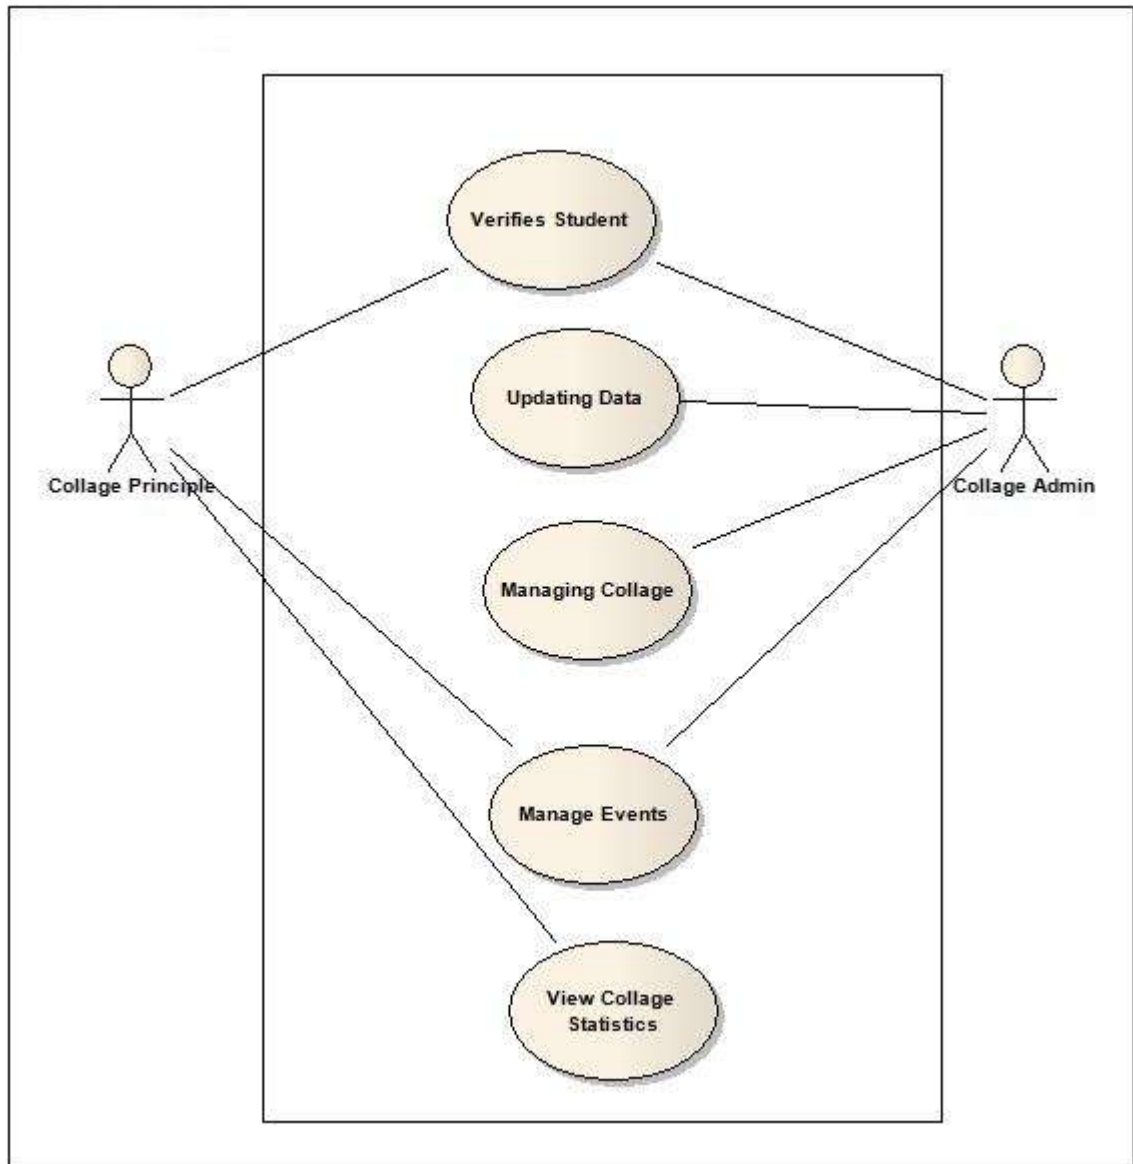 Verifies Student
Updating Data
Collage Principle
Collage Admin
Managing Collage
Manage Events
View Collage
Statistics